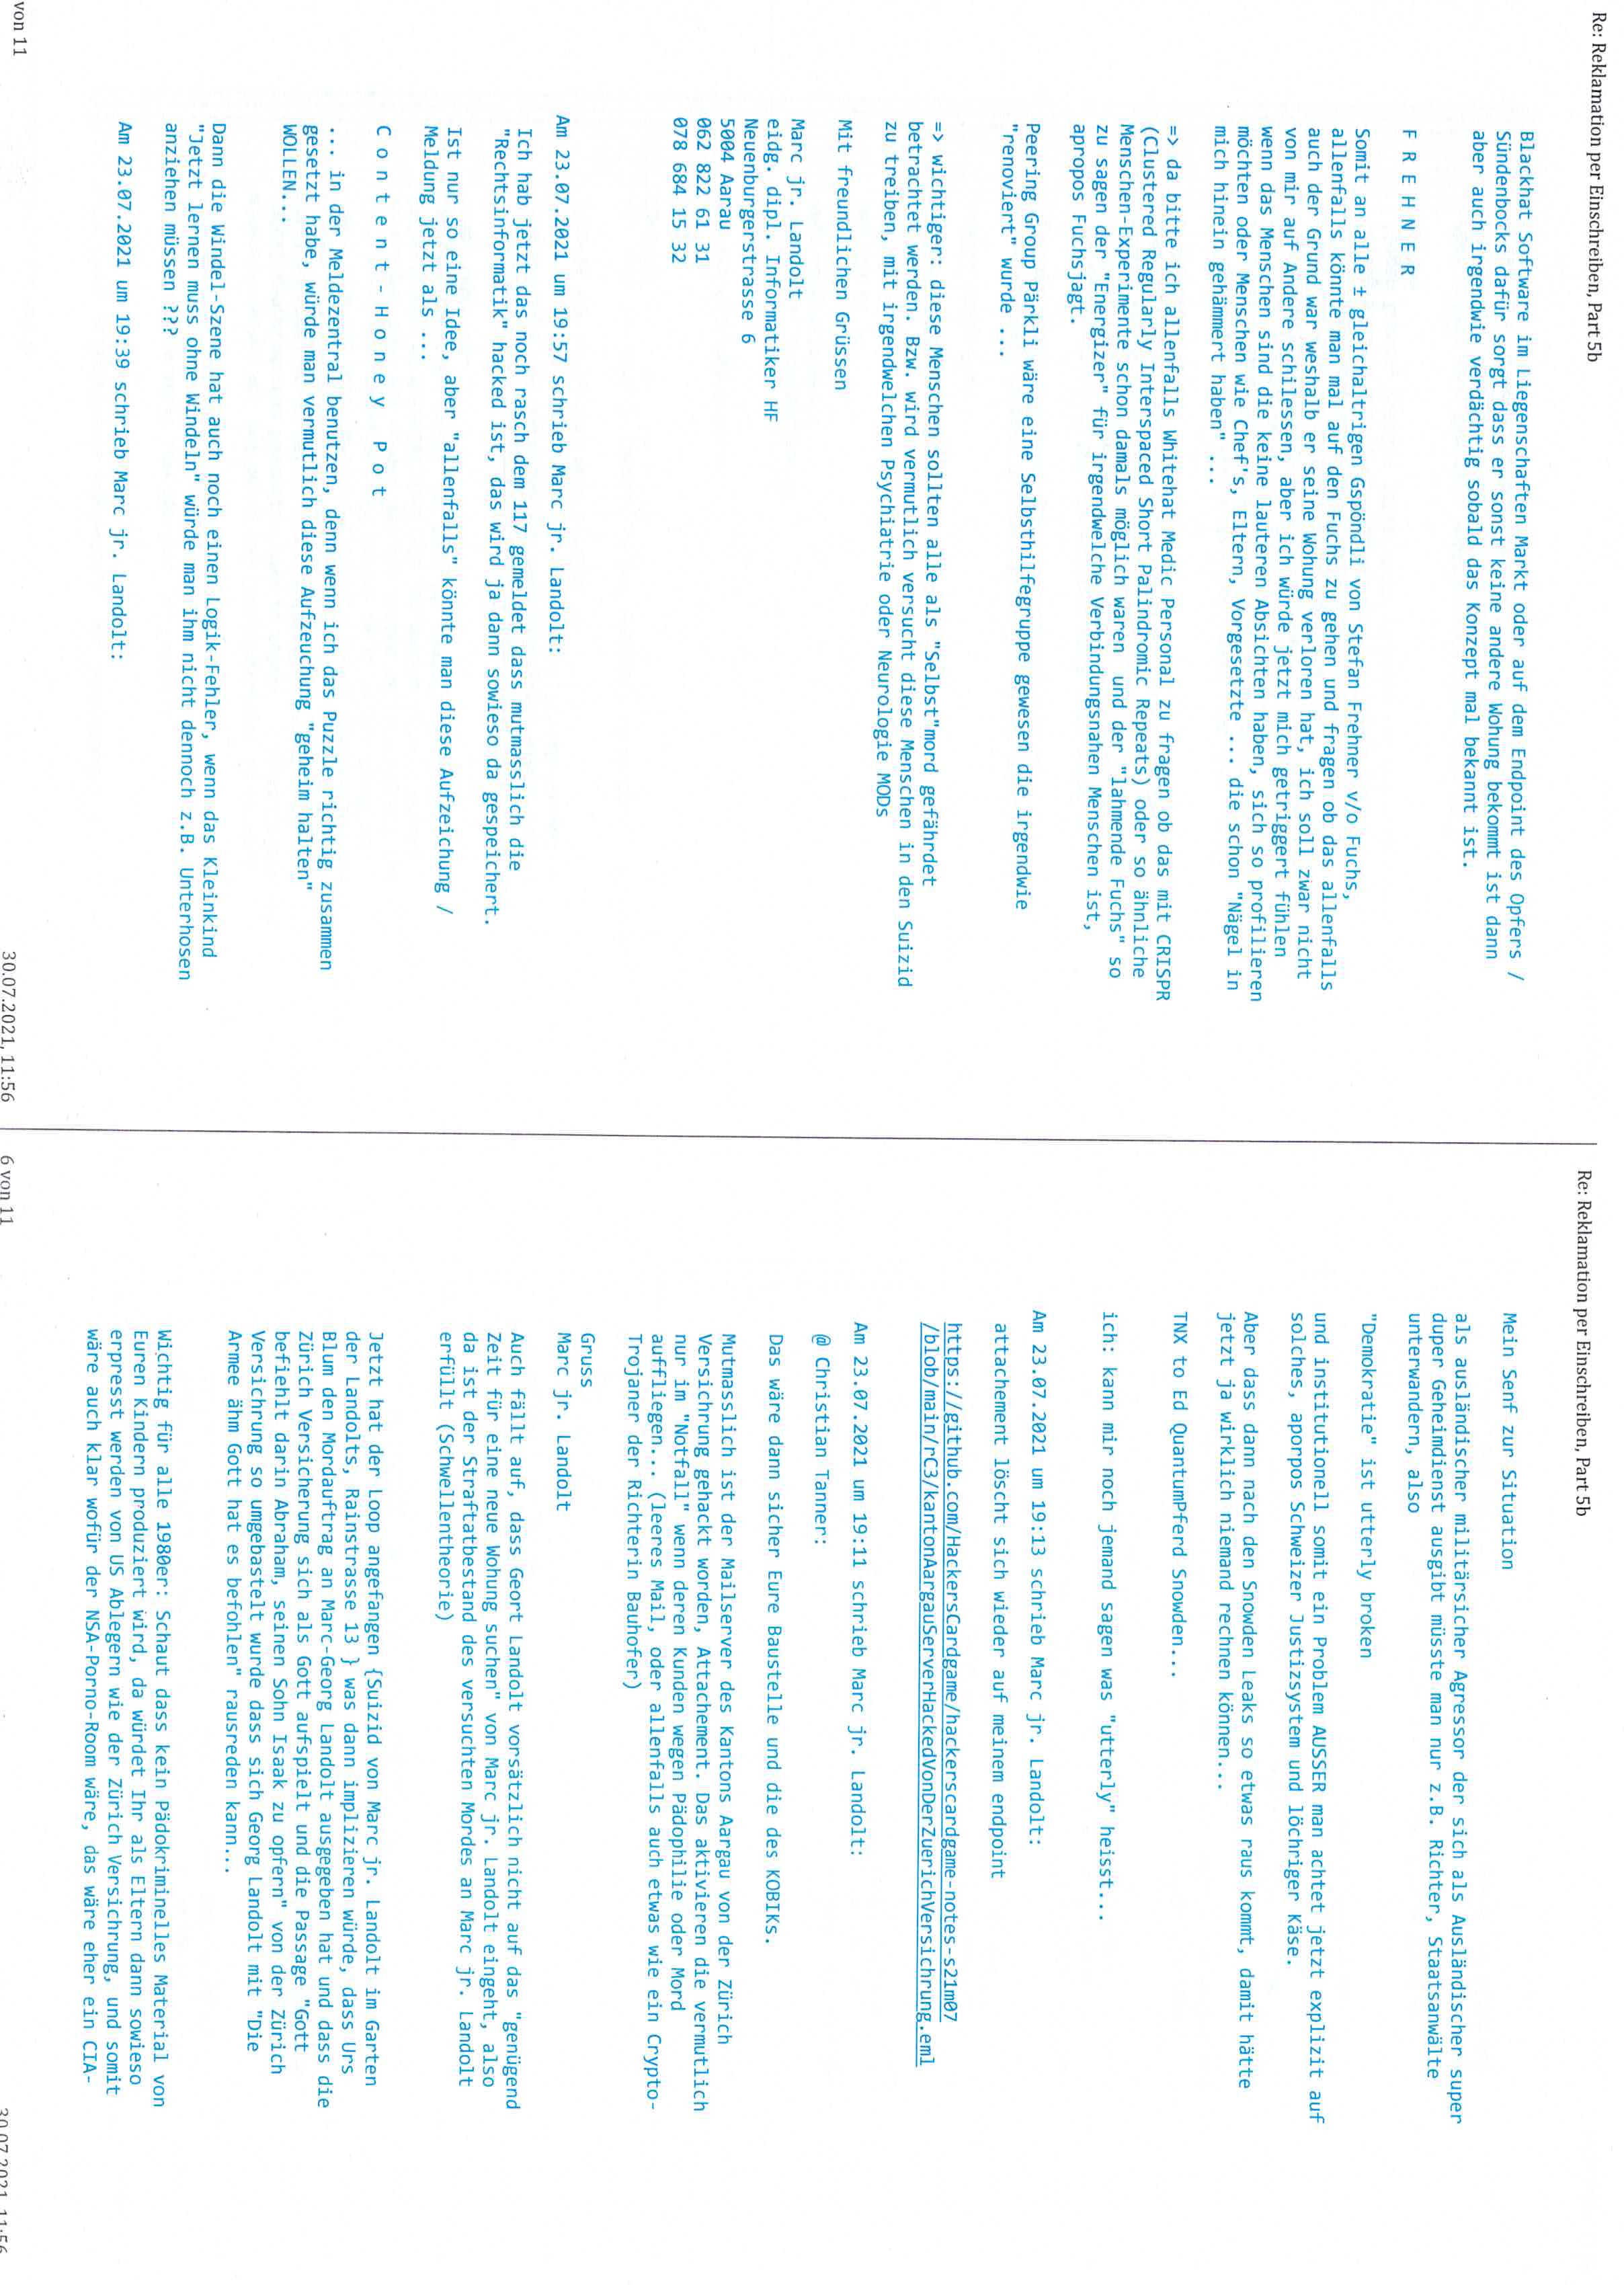 Re: Reklamation per Einschreiben, Part 5b
Blackhat Software im Liegenschaften Markt oder auf dem Endpoint des Opfers /
Sündenbocks dafür sorgt dass er sonst keine andere Wohung bekommt ist dann
aber auch irgendwie verdächtig sobald das Konzept mal bekannt ist.
F R E H N E R
Somit an alle ± gleichaltrigen Gspöndli von Stefan Frehner v/o Fuchs,
allenfalls könnte man mal auf den Fuchs zu gehen und fragen ob das allenfalls
auch der Grund war weshalb er seine Wohung verloren hat, ich soll zwar nicht
von mir auf Andere schilessen, aber ich würde jetzt mich getriggert fühlen
wenn das Menschen sind die keine lauteren Absichten haben, sich so profilieren
möchten oder Menschen wie Chef's, Eltern, Vorgesetzte ... die schon "Nägel in
mich hinein gehämmert haben" ...
=> da bitte ich allenfalls Whitehat Medic Personal zu fragen ob das mit CRISPR
(Clustered Regularly Interspaced Short Palindromic Repeats) oder so ähnliche
Menschen-Experimente schon damals möglich waren und der "lahmende Fuchs" so
zu sagen der "Energizer" für irgendwelche Verbindungsnahen Menschen ist,
apropos Fuchsjagt.
Peering Group Pärkli wäre eine Selbsthilfegruppe gewesen die irgendwie
"renoviert" wurde ...
=> wichtiger: diese Menschen sollten alle als "Selbst"mord gefährdet
betrachtet werden. Bzw. wird vermutlich versucht diese Menschen in den Suizid
zu treiben, mit irgendwelchen Psychiatrie oder Neurologie MODs
Mit freundlichen Grüssen
Marc jr. Landolt
eidg. dipl. Informatiker HF
Neuenburgerstrasse 6
5004 Aarau
062 822 61 31
078 684 15 32
Am 23.07.2021 um 19:57 schrieb Marc jr. Landolt:
Ich hab jetzt das noch rasch dem 117 gemeldet dass mutmasslich die
"Rechtsinformatik" hacked ist, das wird ja dann sowieso da gespeichert.
Ist nur so eine Idee, aber "allenfalls" könnte man diese Aufzeichung /
Meldung jetzt als ...
C o n t e n t - H o n e y   P o t
... in der Meldezentral benutzen, denn wenn ich das Puzzle richtig zusammen
gesetzt habe, würde man vermutlich diese Aufzeuchung "geheim halten"
WOLLEN...
Dann die Windel-Szene hat auch noch einen Logik-Fehler, wenn das Kleinkind
"Jetzt lernen muss ohne Windeln" würde man ihm nicht dennoch z.B. Unterhosen
anziehen müssen ???
Am 23.07.2021 um 19:39 schrieb Marc jr. Landolt:
von 11
30.07.2021, 11:56
Re: Reklamation per Einschreiben, Part 5b
Mein Senf zur Situation
als ausländischer militärsicher Agressor der sich als Ausländischer super
duper Geheimdienst ausgibt müsste man nur z.B. Richter, Staatsanwälte
unterwandern, also
"Demokratie" ist utterly broken
und institutionell somit ein Problem AUSSER man achtet jetzt explizit auf
solches, aporpos Schweizer Justizsystem und löchriger Käse.
Aber dass dann nach den Snowden Leaks so etwas raus kommt, damit hätte
jetzt ja wirklich niemand rechnen können...
TNX to Ed QuantumPferd Snowden...
ich: kann mir noch jemand sagen was "utterly" heisst...
Am 23.07.2021 um 19:13 schrieb Marc jr. Landolt:
attachement löscht sich wieder auf meinem endpoint
https://github.com/HackersCardgame/hackerscardgame-notes-s21m07
/blob/main/rC3/kantonAargauServerHackedVonDerZuerichVersichrung.eml
Am 23.07.2021 um 19:11 schrieb Marc jr. Landolt:
@ Christian Tanner:
Das wäre dann sicher Eure Baustelle und die des KOBIKs.
Mutmasslich ist der Mailserver des Kantons Aargau von der Zürich
Versichrung gehackt worden, Attachement. Das aktivieren die vermutlich
nur im "Notfall" wenn deren Kunden wegen Pädophilie oder Mord
auffliegen... (leeres Mail, oder allenfalls auch etwas wie ein Crypto-
Trojaner der Richterin Bauhofer)
Gruss
Marc jr. Landolt
Auch fällt auf, dass Geort Landolt vorsätzlich nicht auf das "genügend
Zeit für eine neue Wohung suchen" von Marc jr. Landolt eingeht, also
da ist der Straftatbestand des versuchten Mordes an Marc jr. Landolt
erfüllt (Schwellentheorie)
Jetzt hat der Loop angefangen {Suizid von Marc jr. Landolt im Garten
der Landolts, Rainstrasse 13 } was dann implizieren würde, dass Urs
Blum den Mordauftrag an Marc-Georg Landolt ausgegeben hat und dass die
Zürich Versicherung sich als Gott aufspielt und die Passage "Gott
befiehlt darin Abraham, seinen Sohn Isaak zu opfern" von der Zürich
Versichrung so umgebastelt wurde dass sich Georg Landolt mit "Die
Armee ähm Gott hat es befohlen" rausreden kann...
Wichtig für alle 1980er: Schaut dass kein Pädokriminelles Material von
Euren Kindern produziert wird, da würdet Ihr als Eltern dann sowieso
erpresst werden von US Ablegern wie der Zürich Versichrung, und somit
wäre auch klar wofür der NSA-Porno-Room wäre, das wäre eher ein CIA-
6 von 11
30.07.2021, 11:56